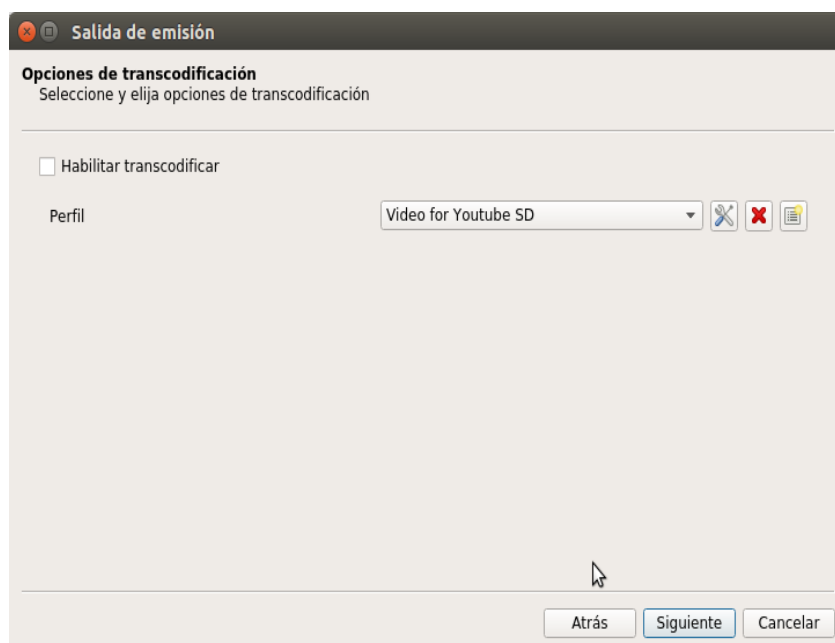 Salida de emisión
Opciones de transcodificación
Seleccione y elija opciones de transcodificación
Habilitar transcodificar
Perfil Video for Youtube SD
Atrás Siguiente Cancelar